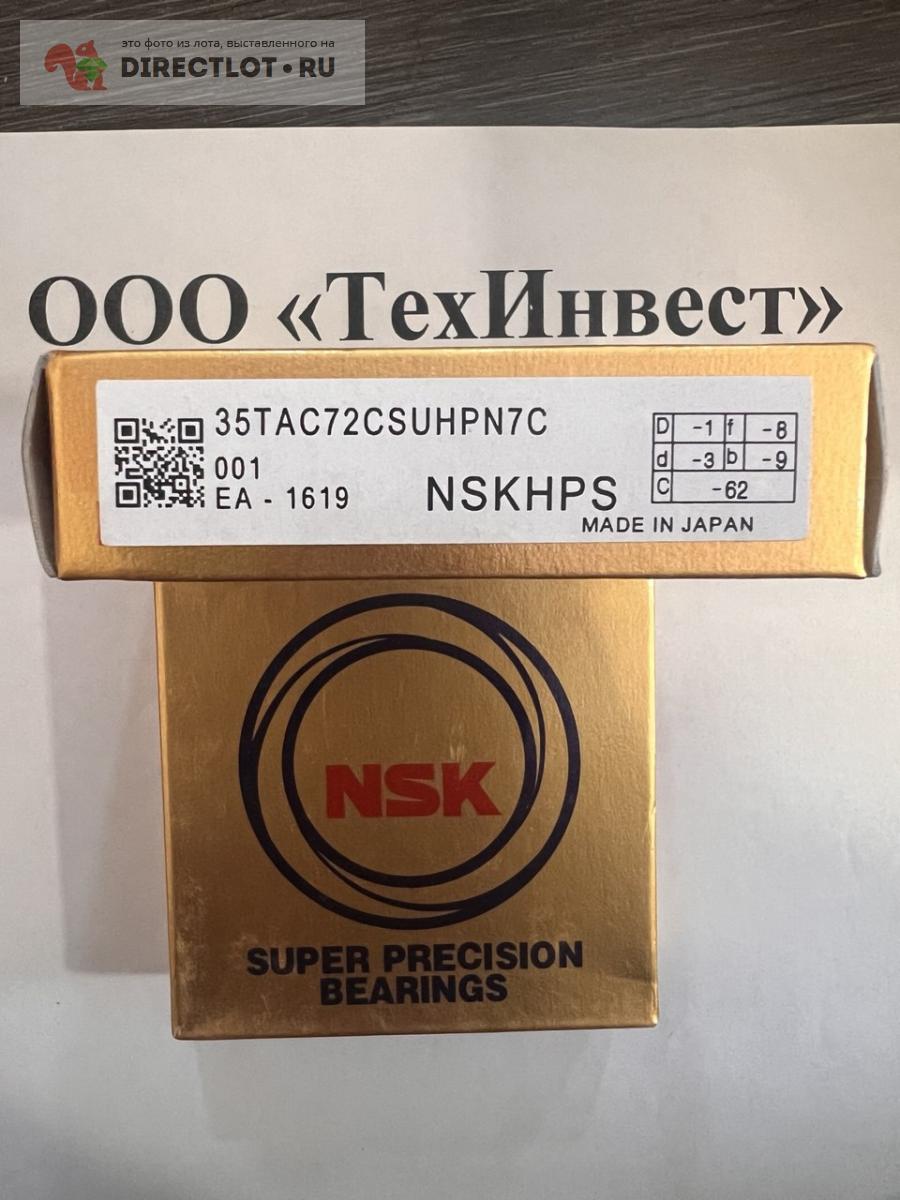 это фото из лота, выставленного на
DIRECTLOT•RU
ООО «ТехИнвест»
35TAC72CSUHPN7C
001
EA - 1619
NSKHPS
D -1 f -8
d -3 b -9
C -62
MADE IN JAPAN
NSK
SUPER PRECISION
BEARINGS